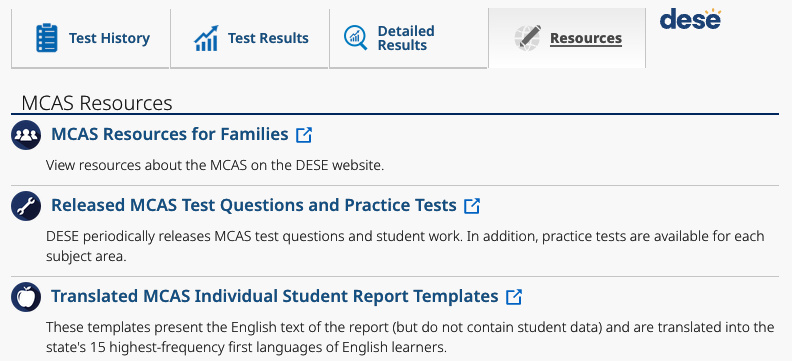 Test History
Test Results
Detailed
Results
Resources
dese
MCAS Resources
MCAS Resources for Families
View resources about the MCAS on the DESE website.
Released MCAS Test Questions and Practice Tests
DESE periodically releases MCAS test questions and student work. In addition, practice tests are available for each
subject area.
Translated MCAS Individual Student Report Templates
These templates present the English text of the report (but do not contain student data) and are translated into the
state's 15 highest-frequency first languages of English learners.